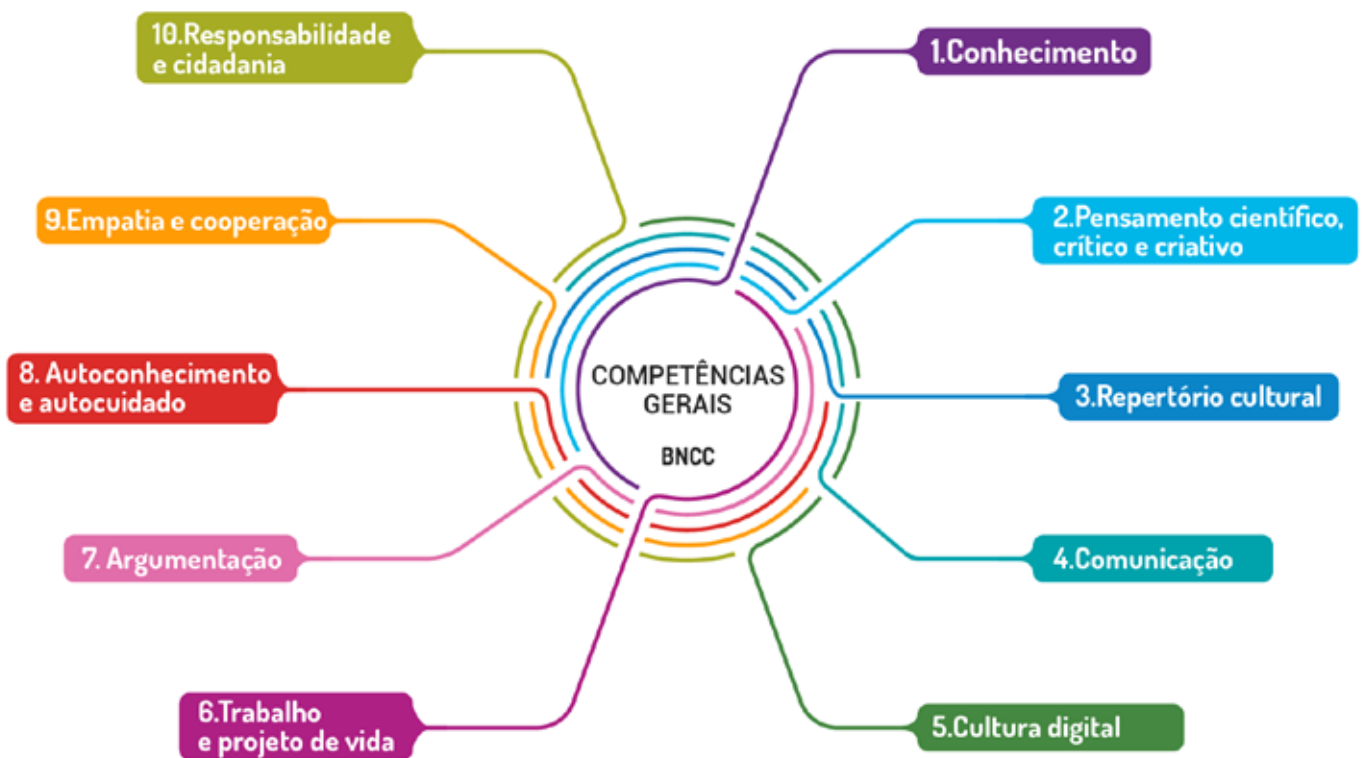 1.Conhecimento
2.Pensamento científico,
crítico e criativo
3.Repertório cultural
4.Comunicação
5.Cultura digital
6.Trabalho
e projeto de vida
7. Argumentação
8. Autoconhecimento
e autocuidado
9.Empatia e cooperação
10.Responsabilidade
e cidadania
COMPETÊNCIAS
GERAIS
BNCC